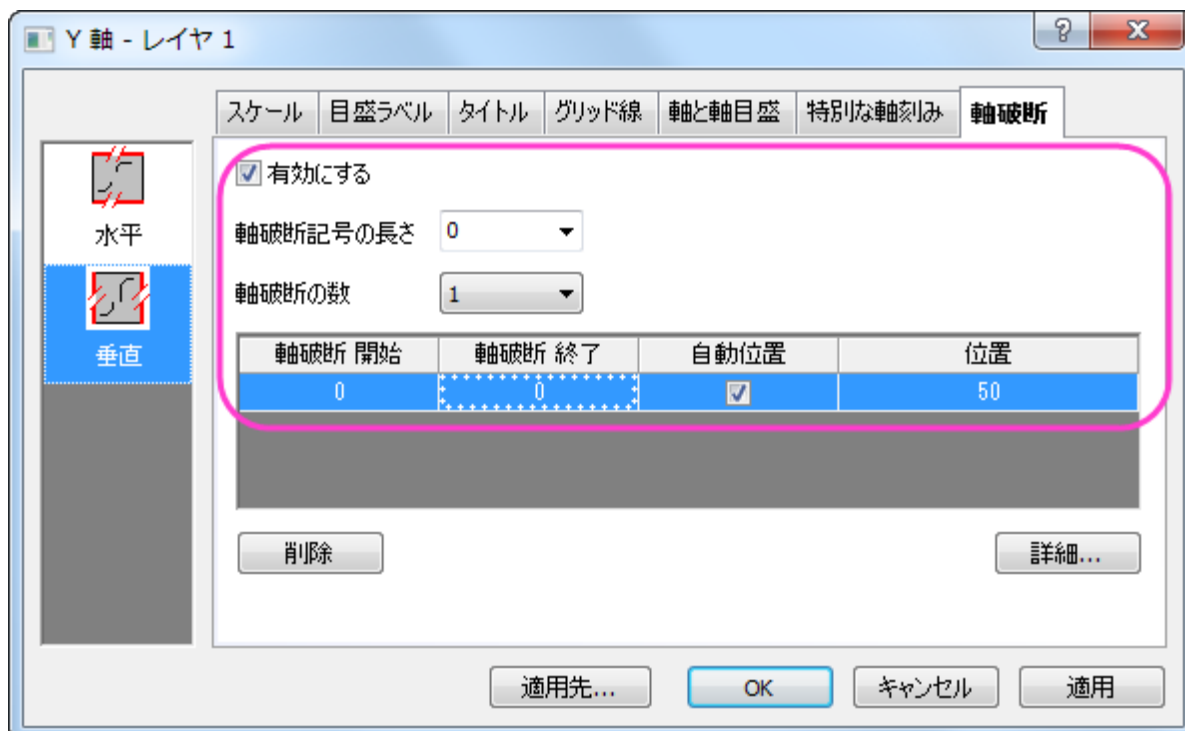 Y 軸 - レイヤ 1
スケール 目盛ラベル タイトル グリッド線 軸と軸目盛 特別な軸刻み 軸破断
水平
垂直
有効にする
軸破断記号の長さ 0
軸破断の数 1
軸破断 開始 軸破断 終了 自動位置 位置
0 0 50
削除 詳細...
適用先... OK キャンセル 適用